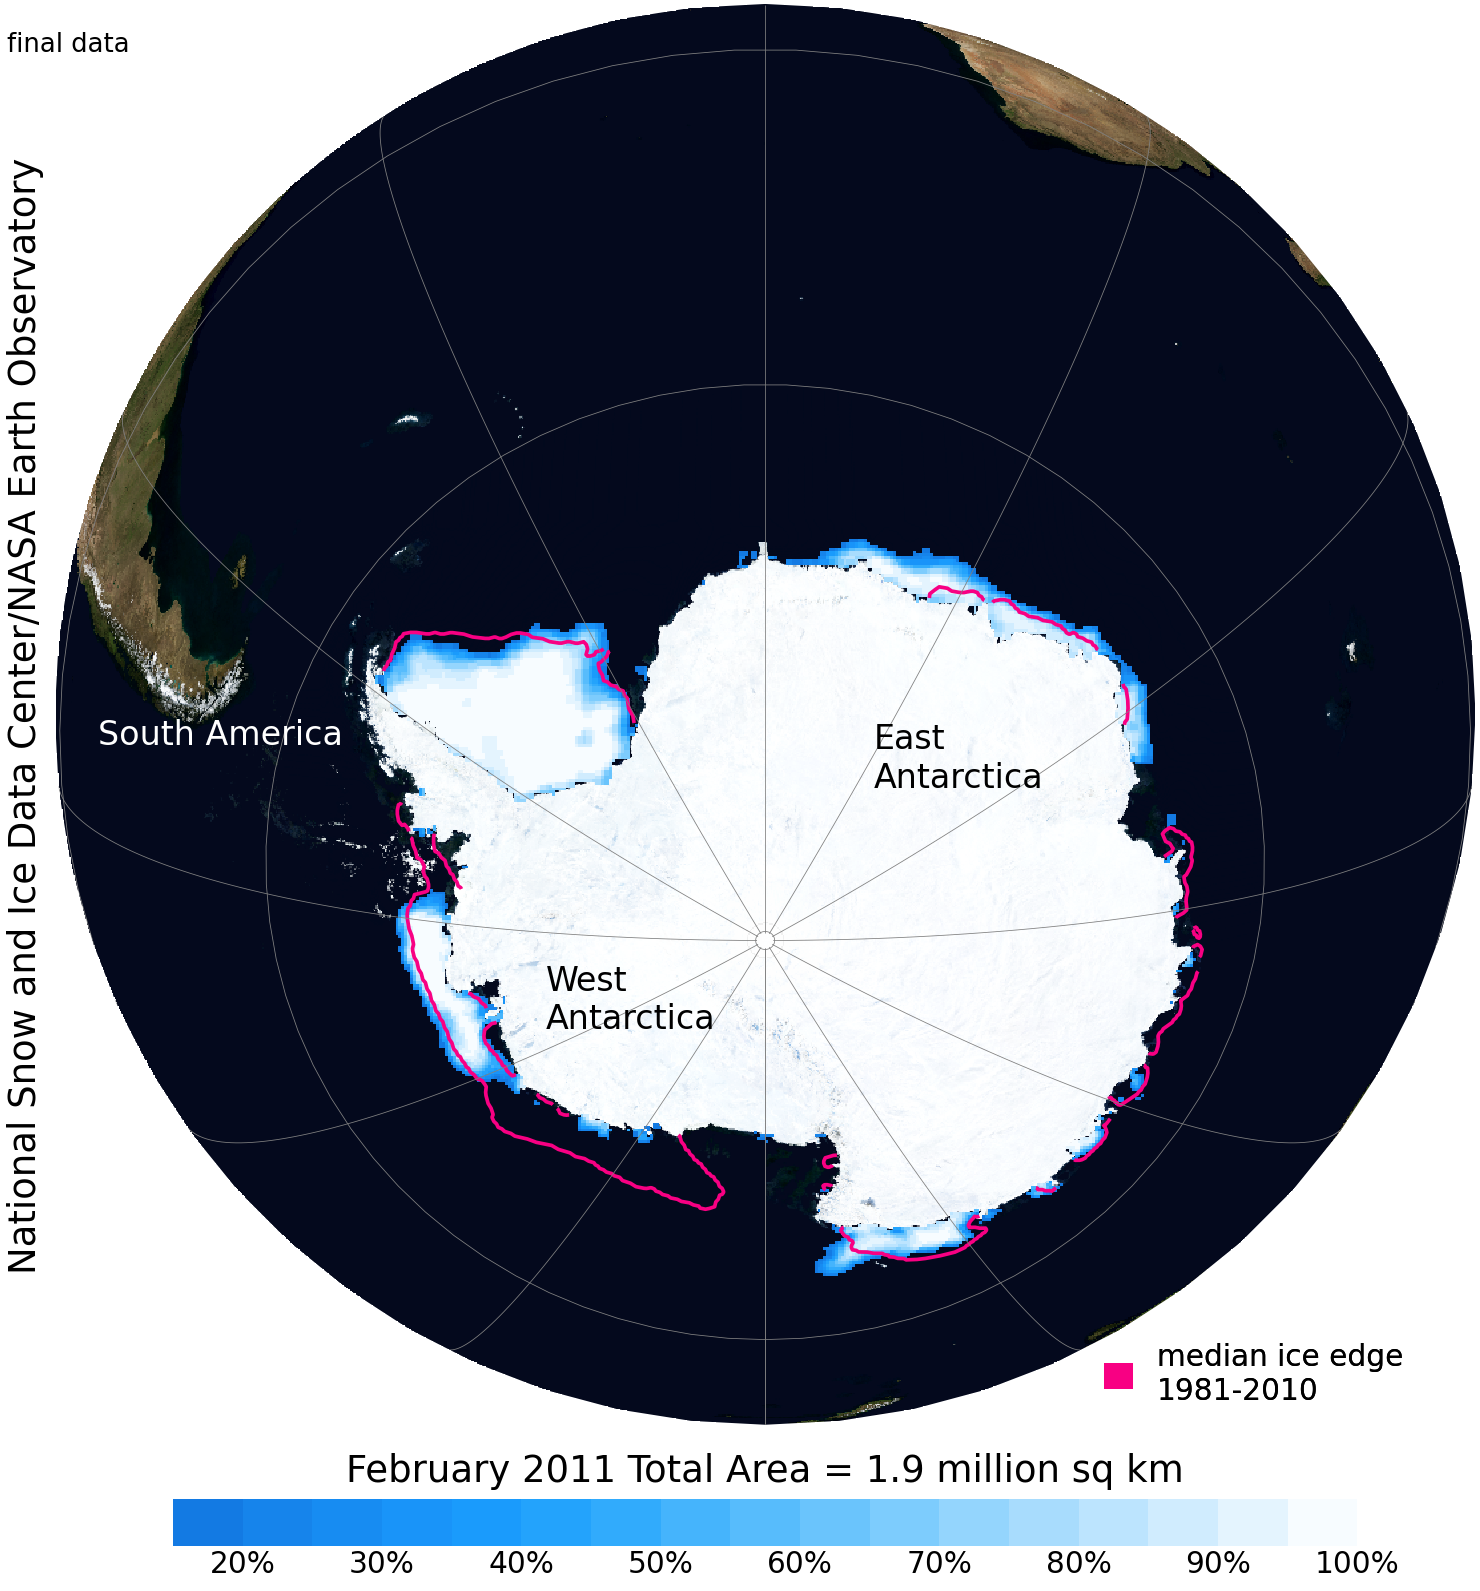 final data
National Snow and Ice Data Center/NASA Earth Observatory
South America
East
Antarctica
West
Antarctica
median ice edge
1981-2010
February 2011 Total Area = 1.9 million sq km
20% 30% 40% 50% 60% 70% 80% 90% 100%